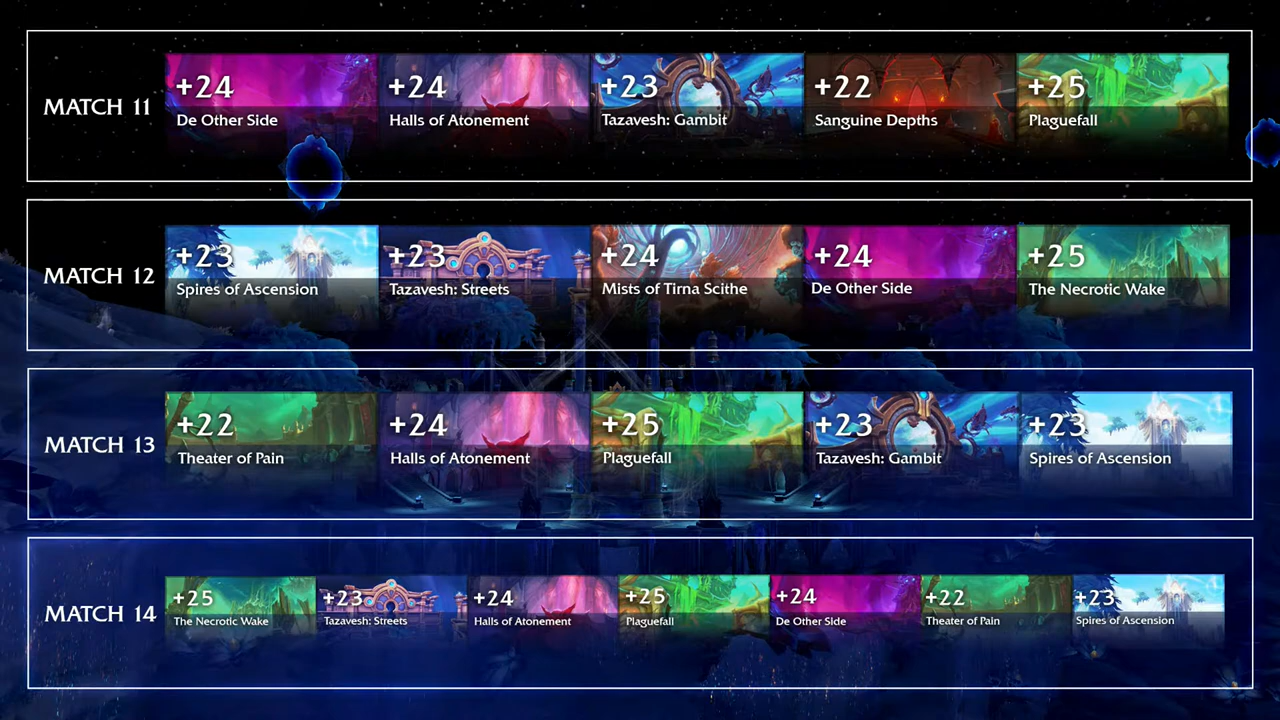 MATCH 11
+24
De Other Side
+24
Halls of Atonement
+23
Tazavesh: Gambit
+22
Sanguine Depths
+25
Plaguefall
MATCH 12
+23
Spires of Ascension
+23
Tazavesh: Streets
+24
Mists of Tirna Scithe
+24
De Other Side
+25
The Necrotic Wake
MATCH 13
+22
Theater of Pain
+24
Halls of Atonement
+25
Plaguefall
+23
Tazavesh: Gambit
+23
Spires of Ascension
MATCH 14
+25
The Necrotic Wake
+23
Tazavesh: Streets
+24
Halls of Atonement
+25
Plaguefall
+24
De Other Side
+22
Theater of Pain
+23
Spires of Ascension